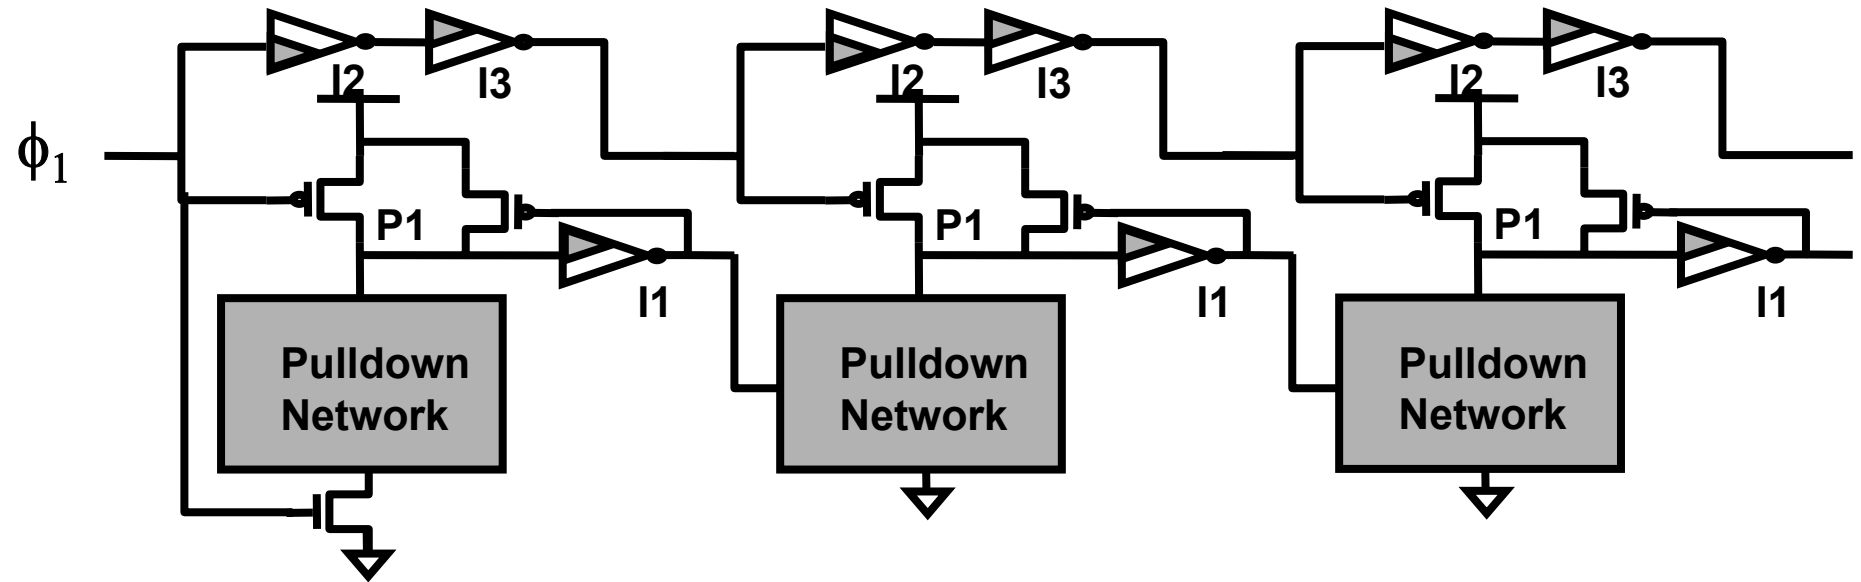 I2
I3
I2
I3
I2
I3
ϕ1
P1
P1
P1
I1
I1
I1
Pulldown
Network
Pulldown
Network
Pulldown
Network